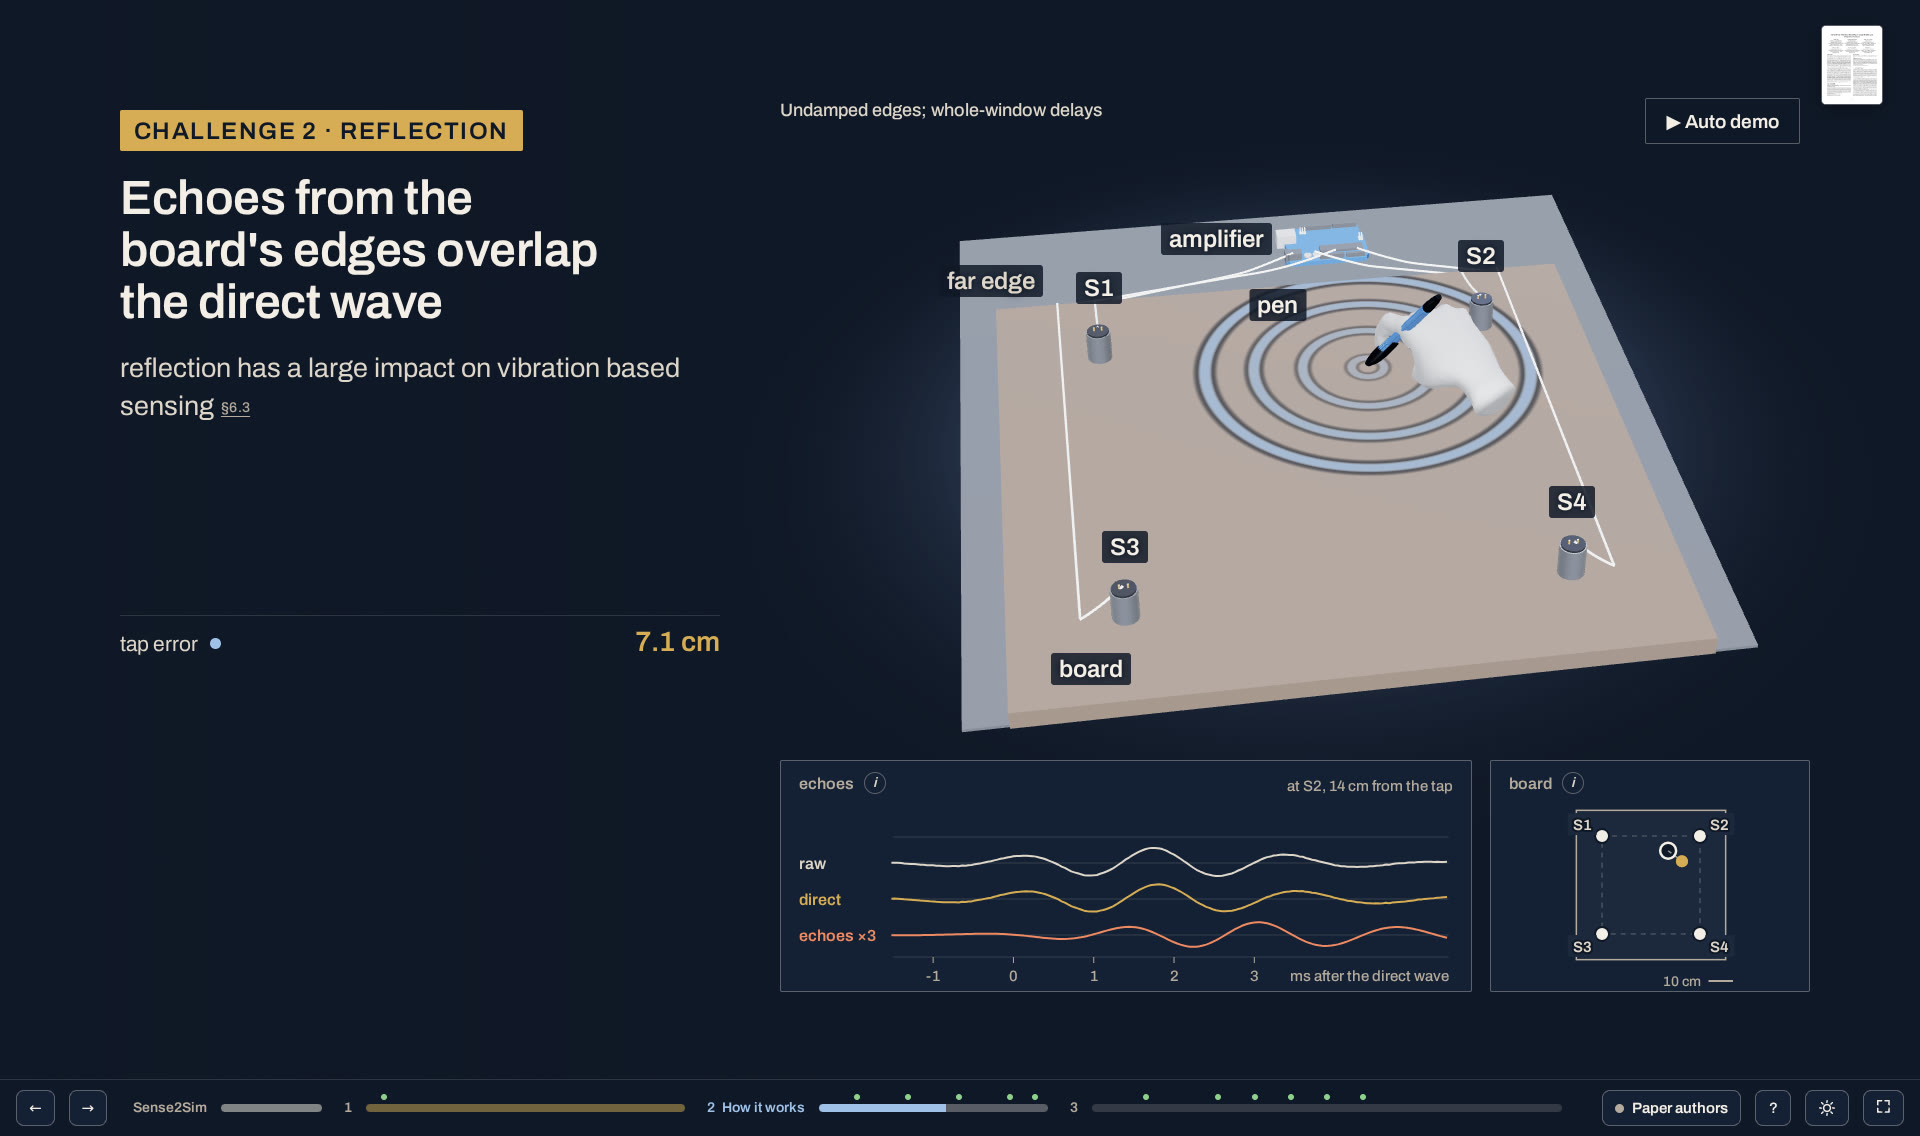 CHALLENGE 2 · REFLECTION
Echoes from the
board's edges overlap
the direct wave
reflection has a large impact on vibration based
sensing §6.3
tap error
7.1 cm
Undamped edges; whole-window delays
▶ Auto demo
amplifier
S2
far edge
S1
pen
S4
S3
board
echoes i
at S2, 14 cm from the tap
raw
direct
echoes ×3
-1 0 1 2 3 ms after the direct wave
board i
S1 S2
S3 S4
10 cm
← → Sense2Sim 1 2 How it works 3 Paper authors ?